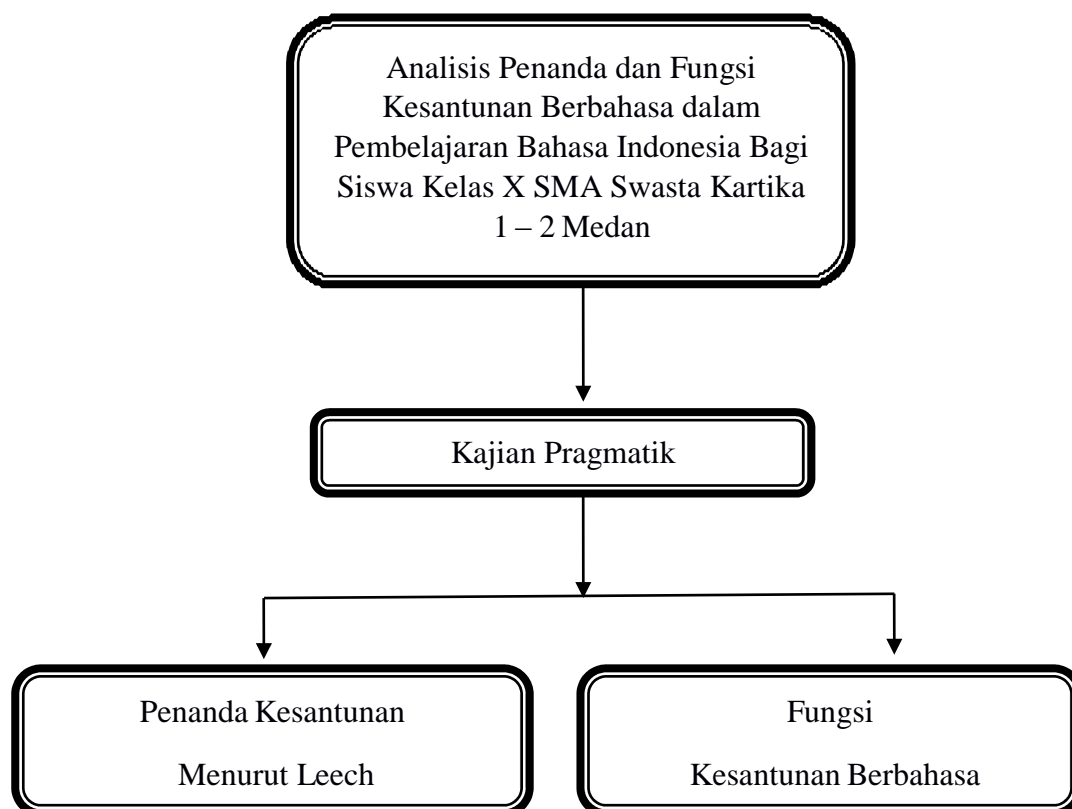 Analisis Penanda dan Fungsi
Kesantunan Berbahasa dalam
Pembelajaran Bahasa Indonesia Bagi
Siswa Kelas X SMA Swasta Kartika
1 – 2 Medan
Kajian Pragmatik
Penanda Kesantunan
Menurut Leech
Fungsi
Kesantunan Berbahasa